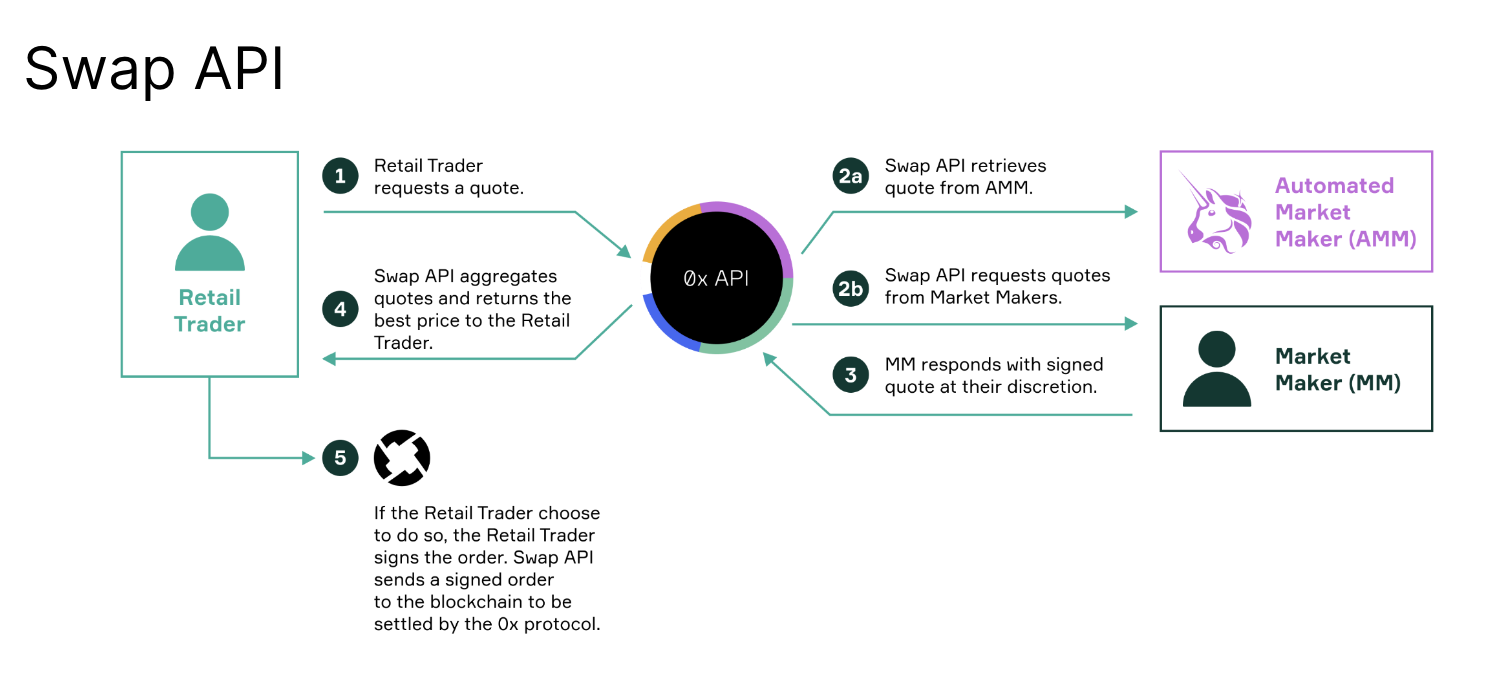 Swap API
1
Retail Trader
requests a quote.
2a
Swap API retrieves
quote from AMM.
Automated
Market
Maker (AMM)
Retail
Trader
4
Swap API aggregates
quotes and returns the
best price to the Retail
Trader.
0x API
2b
Swap API requests quotes
from Market Makers.
3
MM responds with signed
quote at their discretion.
Market
Maker (MM)
5
If the Retail Trader choose
to do so, the Retail Trader
signs the order. Swap API
sends a signed order
to the blockchain to be
settled by the 0x protocol.